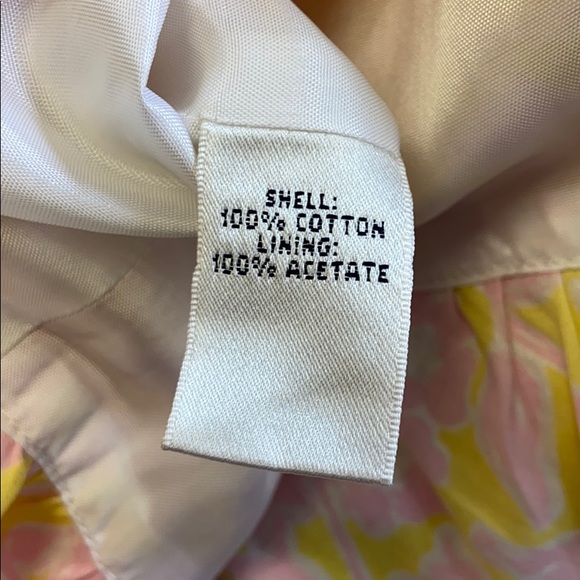 SHELL:
100% COTTON
LINING:
100% ACETATE